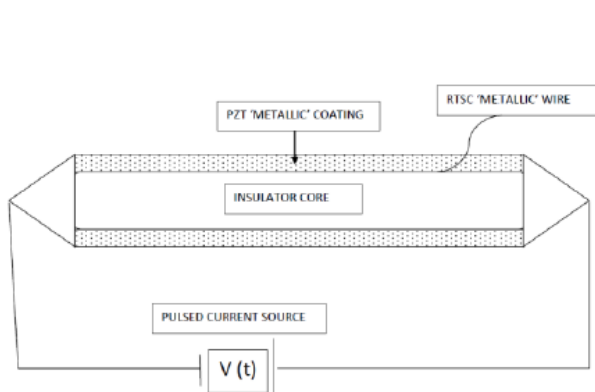 RTSC ‘METALLIC’ WIRE
PZT ‘METALLIC’ COATING
INSULATOR CORE
PULSED CURRENT SOURCE
V (t)